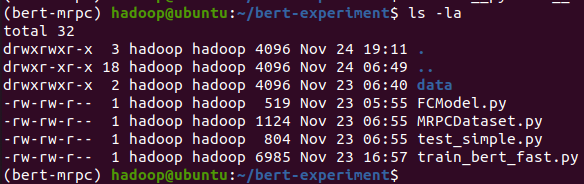 (bert-mrpc) hadoop@ubuntu:~/bert-experiment$ ls -la
total 32
drwxrwxr-x  3 hadoop hadoop 4096 Nov 24 19:11 .
drwxr-xr-x 18 hadoop hadoop 4096 Nov 24 06:49 ..
drwxrwxr-x  2 hadoop hadoop 4096 Nov 23 06:40 data
-rw-rw-r--  1 hadoop hadoop  519 Nov 23 05:55 FCModel.py
-rw-rw-r--  1 hadoop hadoop 1124 Nov 23 06:55 MRPCDataset.py
-rw-rw-r--  1 hadoop hadoop  804 Nov 23 06:55 test_simple.py
-rw-rw-r--  1 hadoop hadoop 6985 Nov 23 16:57 train_bert_fast.py
(bert-mrpc) hadoop@ubuntu:~/bert-experiment$